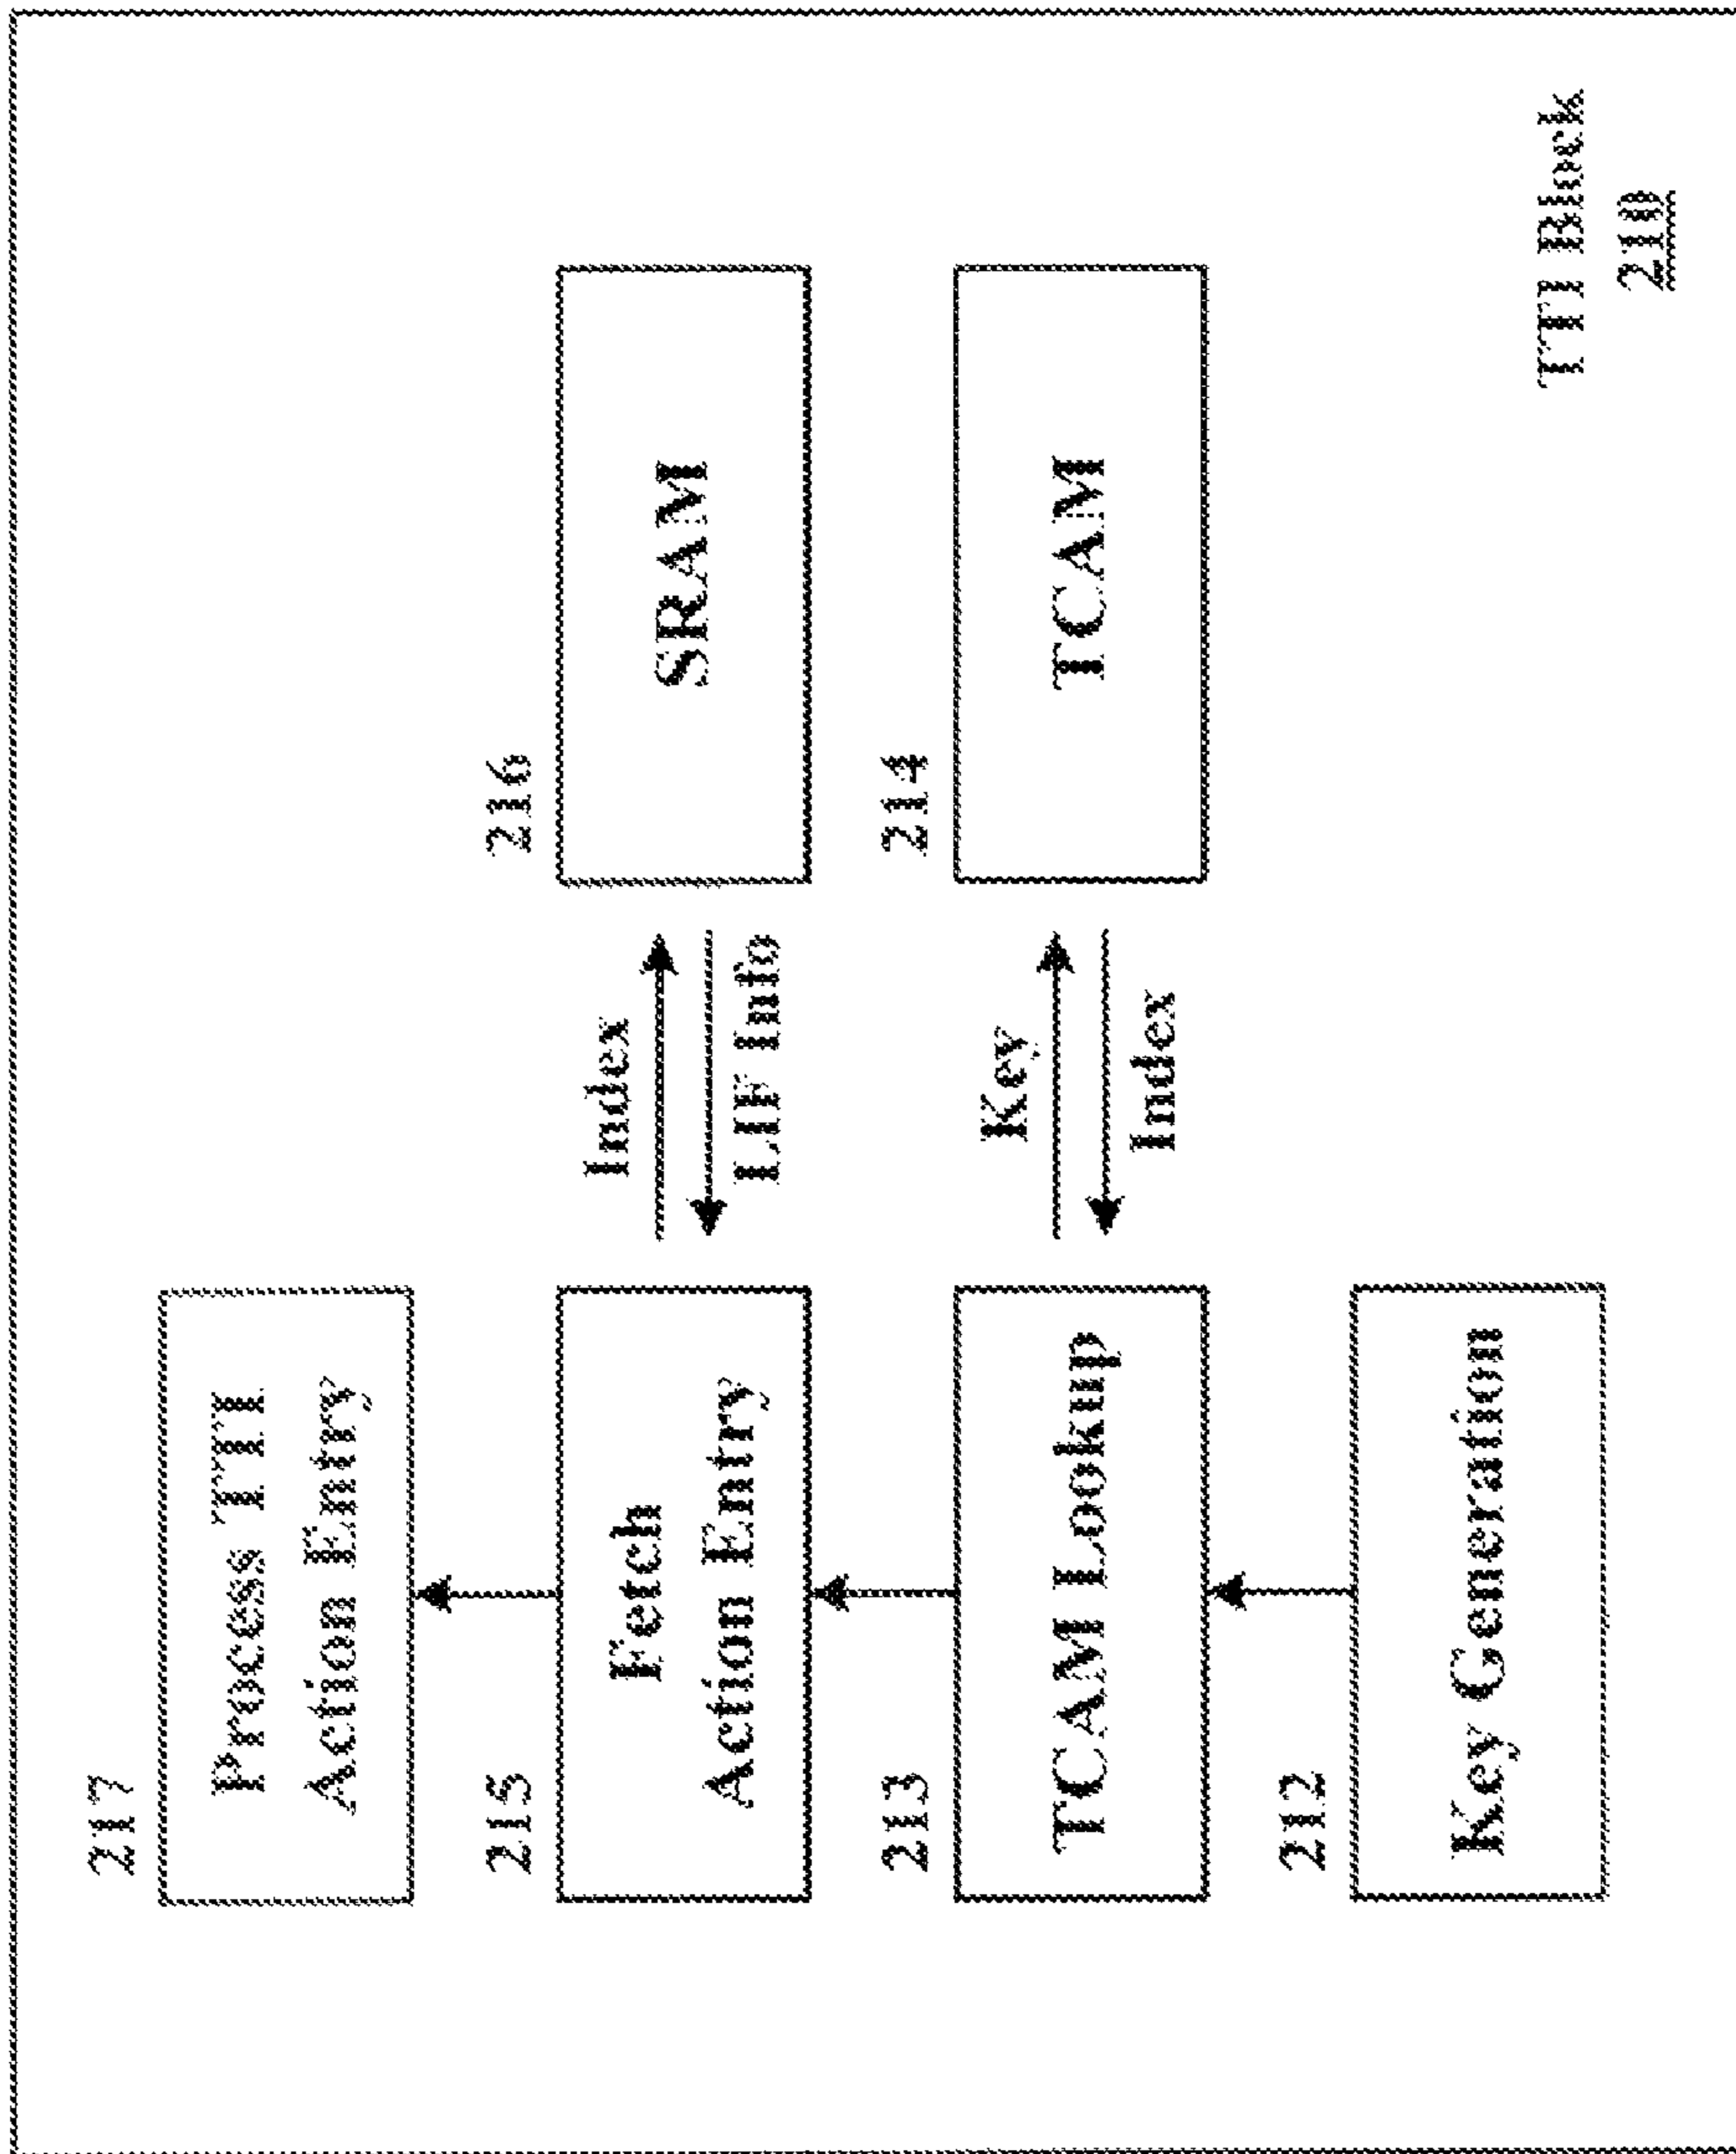 217
Process TTI
Action Entry
215
Fetch
Action Entry
Index
LIF Info
216
SRAM
213
TCAM Lookup
Key
Index
214
TCAM
212
Key Generation
TTI Block
210